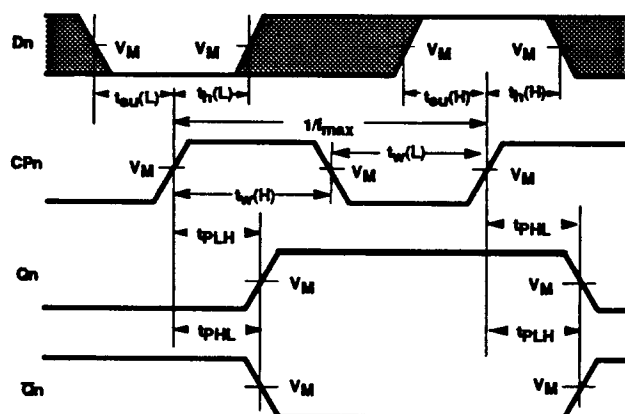 Dn VM VM VM VM
tsu(L) th(L) tsu(H) th(H)
1/fmax
CPn VM VM tw(L) VM
tw(H)
tPLH tPHL
Qn VM VM
tPHL tPLH
Q̅n VM VM